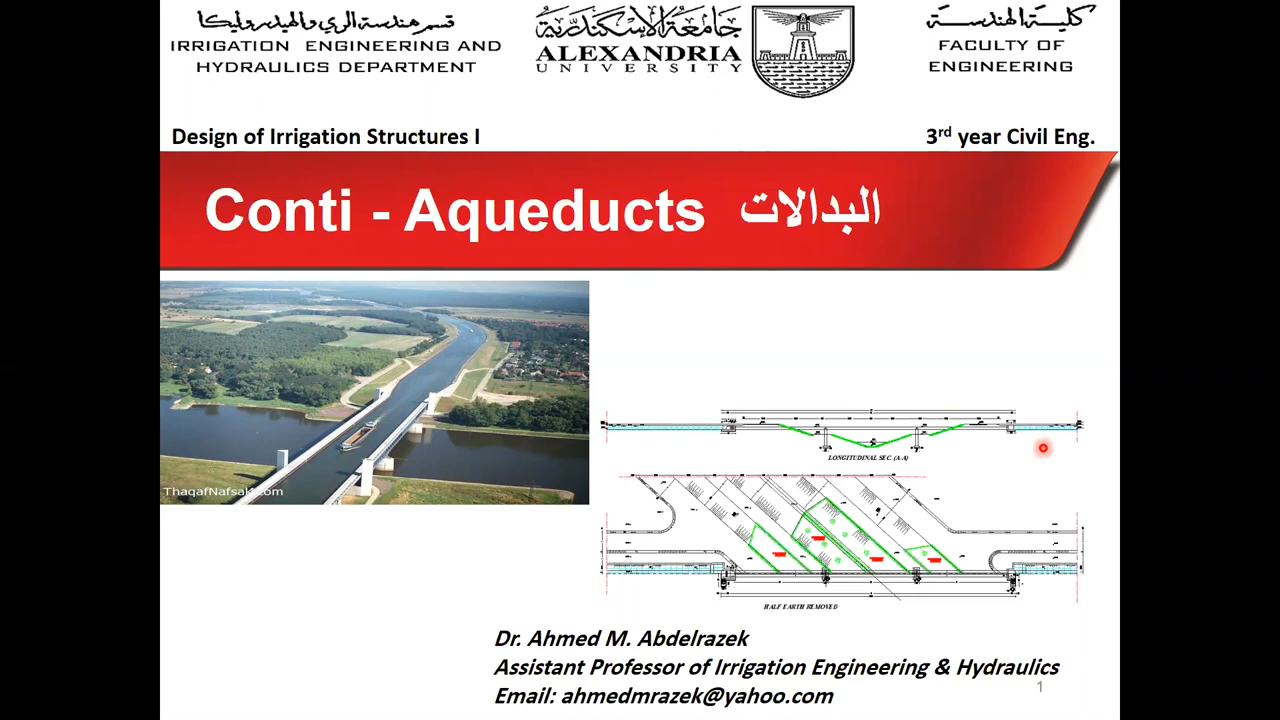 قسم هندسة الري والهيدروليكا
IRRIGATION ENGINEERING AND
HYDRAULICS DEPARTMENT
جامعة الإسكندرية
ALEXANDRIA
UNIVERSITY
كلية الهندسة
FACULTY OF
ENGINEERING
Design of Irrigation Structures I
3rd year Civil Eng.
Conti - Aqueducts البدالات
ThaqafNafsak.com
LONGITUDINAL SEC. (A-A)
HALF EARTH REMOVED
Dr. Ahmed M. Abdelrazek
Assistant Professor of Irrigation Engineering & Hydraulics
Email: ahmedmrazek@yahoo.com
1